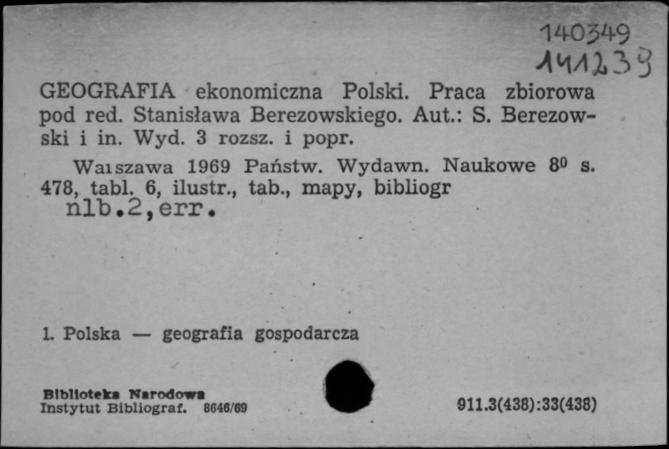 140349
141239
GEOGRAFIA ekonomiczna Polski. Praca zbiorowa
pod red. Stanisława Berezowskiego. Aut.: S. Berezow-
ski i in. Wyd. 3 rozsz. i popr.
Warszawa 1969 Państw. Wydawn. Naukowe 8⁰ s.
478, tabl. 6, ilustr., tab., mapy, bibliogr
nlb.2,err.
1. Polska — geografia gospodarcza
Biblioteka Narodowa
Instytut Bibliograf. 8646/69
911.3(438):33(438)